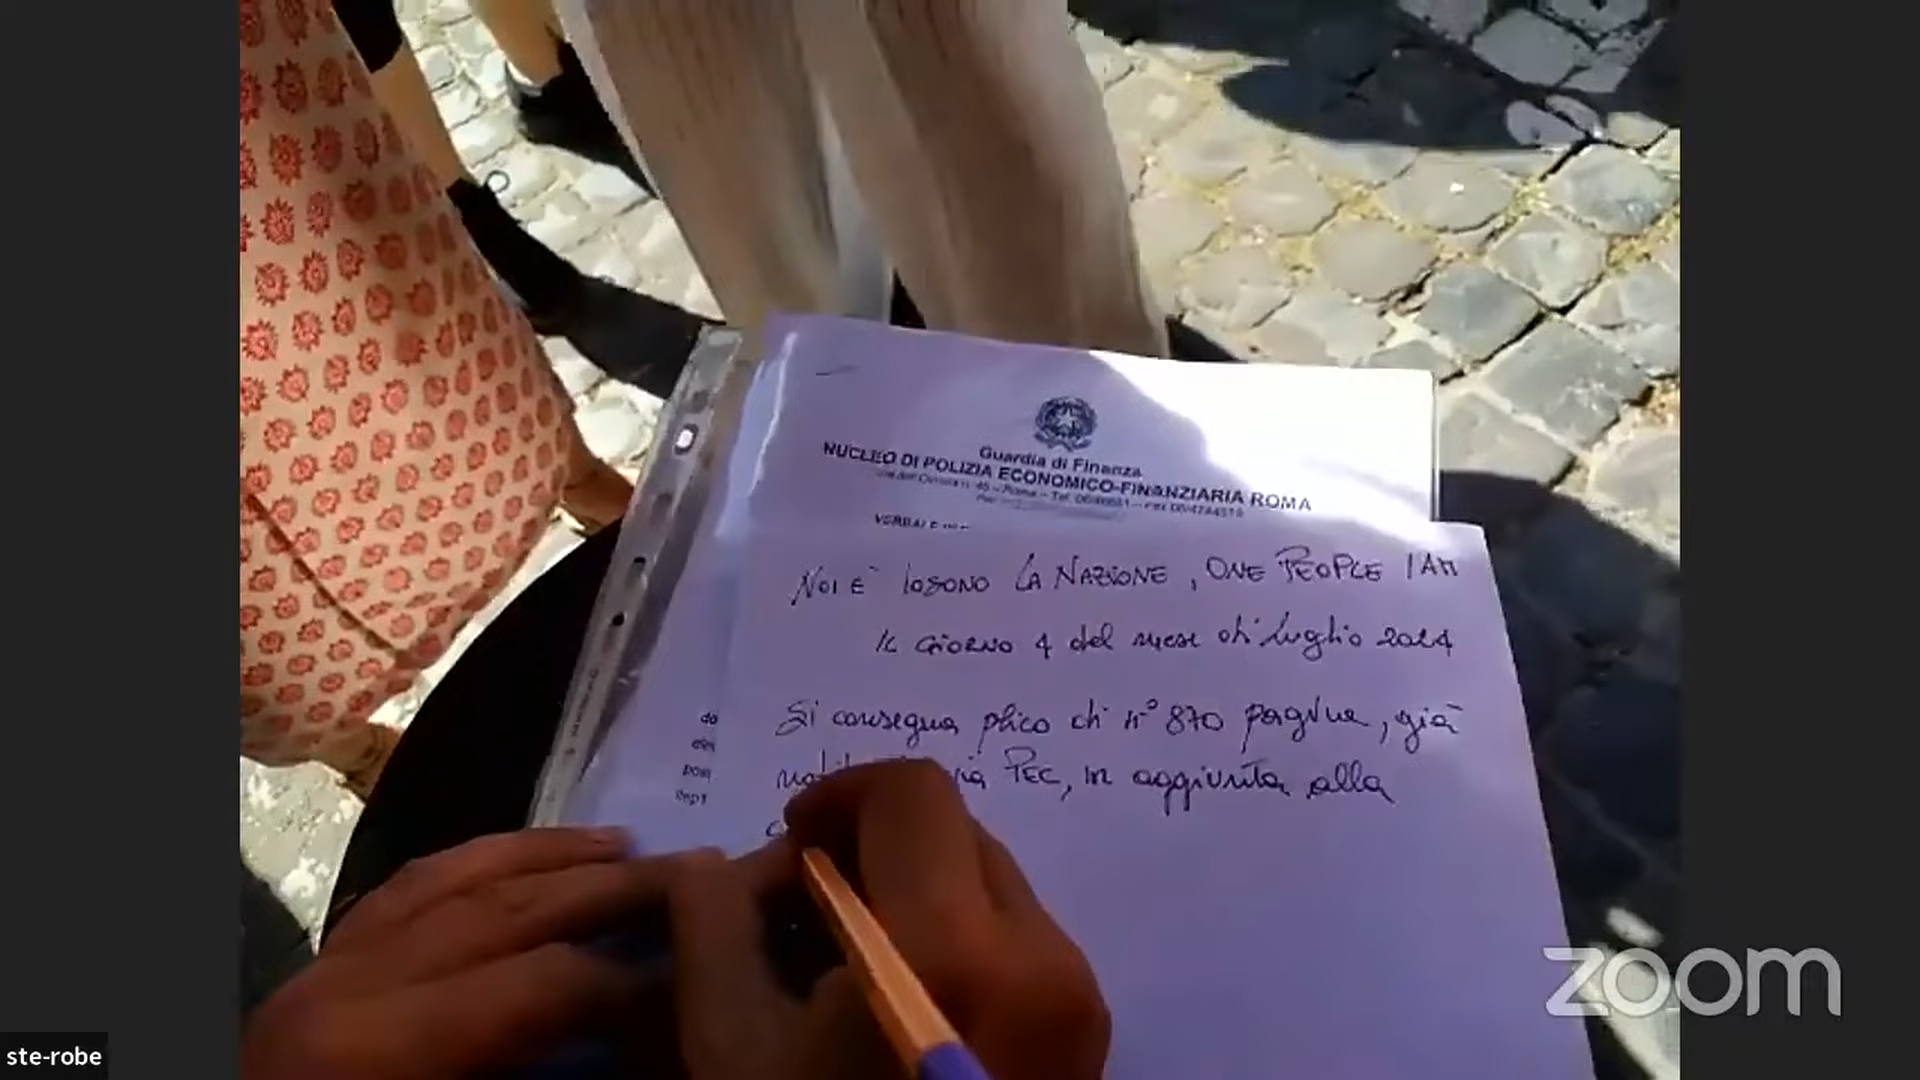 Guardia di Finanza
NUCLEO DI POLIZIA ECONOMICO-FINANZIARIA ROMA
NOI È IOSONO LA NAZIONE, ONE PEOPLE I AM
IL GIORNO 4 del mese di luglio 2024
Si consegna plico di n° 870 pagine, già
via PEC, in aggiunta alla
zoom
ste-robe